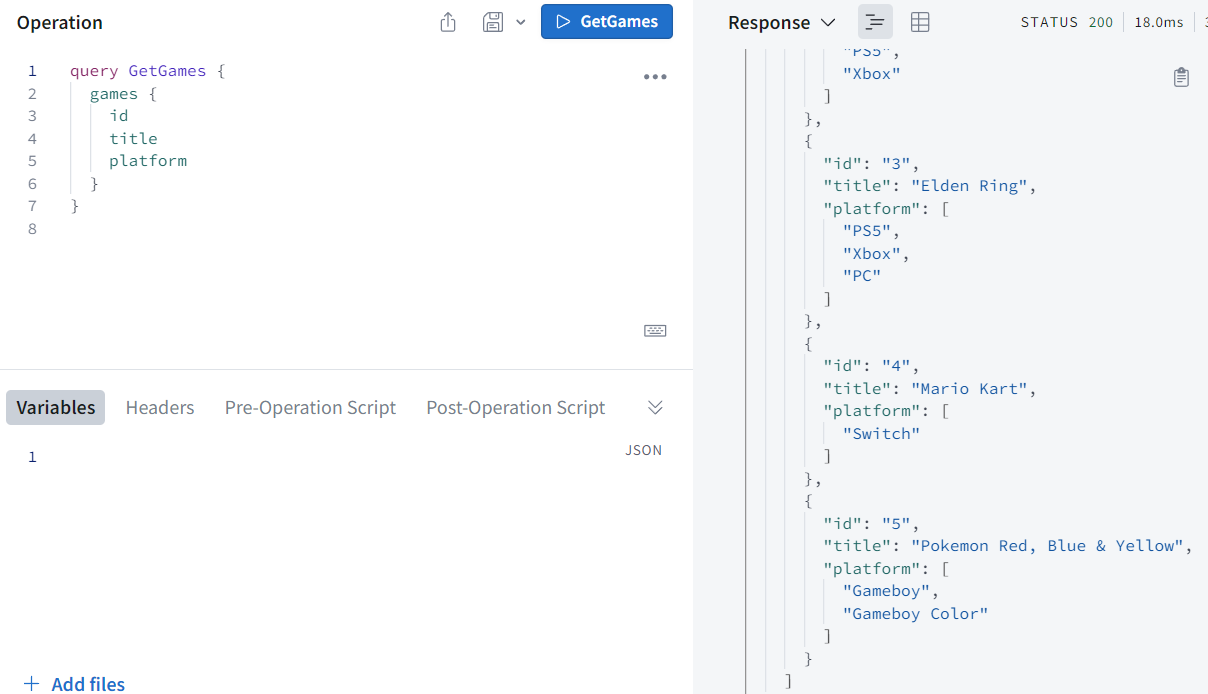 Operation
GetGames
1 query GetGames {
2 games {
3 id
4 title
5 platform
6 }
7 }
8
Variables Headers Pre-Operation Script Post-Operation Script
JSON
1
+ Add files
Response
STATUS 200 18.0ms
"PS5",
"Xbox"
]
},
{
"id": "3",
"title": "Elden Ring",
"platform": [
"PS5",
"Xbox",
"PC"
]
},
{
"id": "4",
"title": "Mario Kart",
"platform": [
"Switch"
]
},
{
"id": "5",
"title": "Pokemon Red, Blue & Yellow",
"platform": [
"Gameboy",
"Gameboy Color"
]
}
]